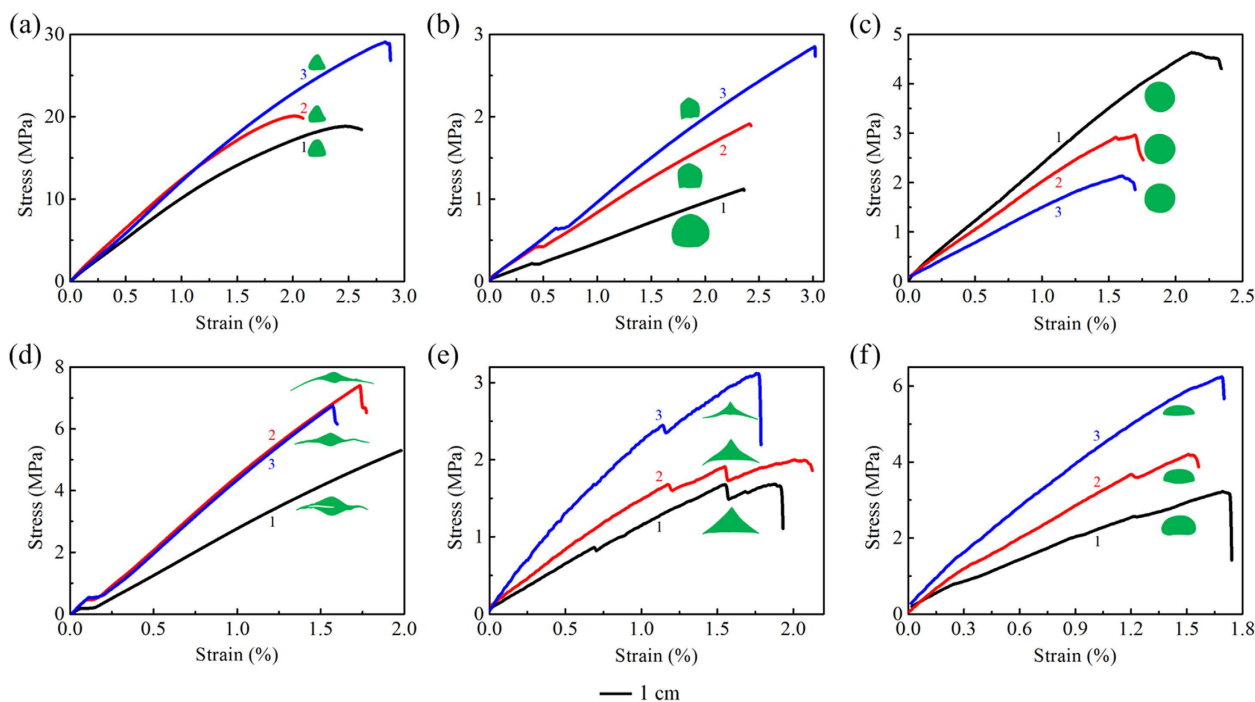 (a)
Stress (MPa)
30
20
10
0
3
2
1
0.0 0.5 1.0 1.5 2.0 2.5 3.0
Strain (%)
(b)
Stress (MPa)
3
2
1
0
3
2
1
0.0 0.5 1.0 1.5 2.0 2.5 3.0
Strain (%)
(c)
Stress (MPa)
5
4
3
2
1
0
1
2
3
0.0 0.5 1.0 1.5 2.0 2.5
Strain (%)
(d)
Stress (MPa)
8
6
4
2
0
2
3
1
0.0 0.5 1.0 1.5 2.0
Strain (%)
(e)
Stress (MPa)
3
2
1
0
3
2
1
0.0 0.5 1.0 1.5 2.0
Strain (%)
(f)
Stress (MPa)
6
4
2
0
3
2
1
0.0 0.3 0.6 0.9 1.2 1.5 1.8
Strain (%)
1 cm